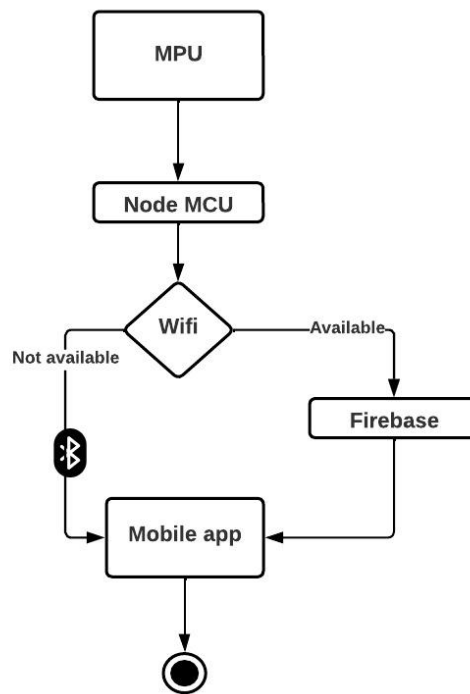 MPU
Node MCU
Wifi
Available
Not available
Firebase
Mobile app